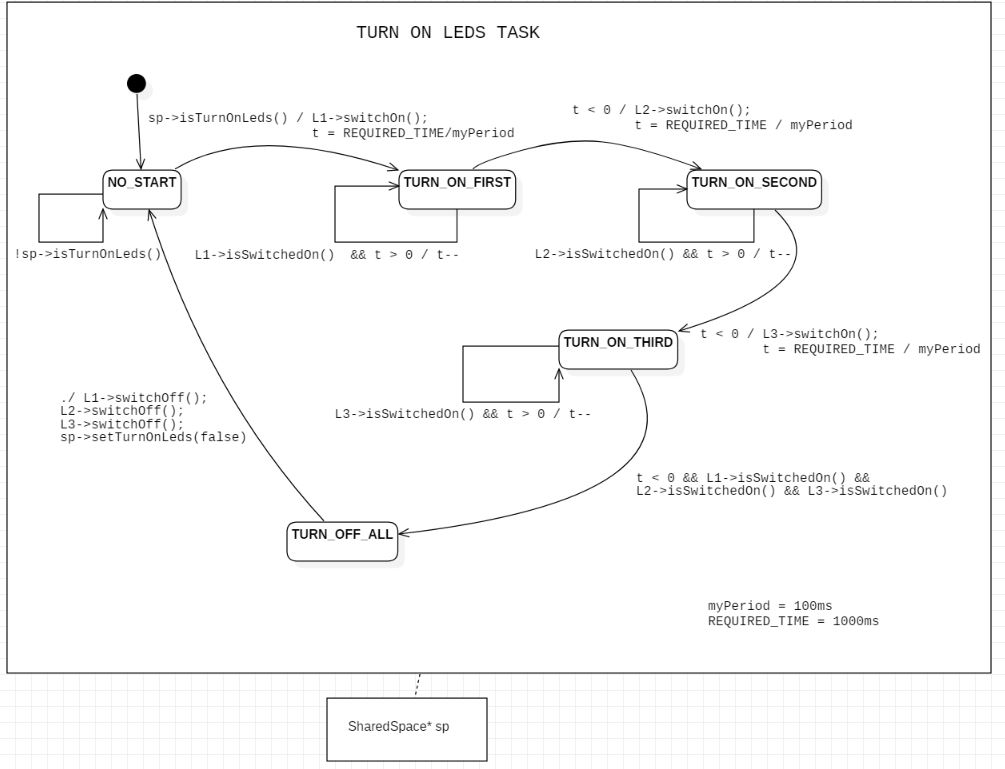 TURN ON LEDS TASK
sp->isTurnOnLeds() / L1->switchOn();
t = REQUIRED_TIME/myPeriod
t < 0 / L2->switchOn();
t = REQUIRED_TIME / myPeriod
NO_START
TURN_ON_FIRST
TURN_ON_SECOND
!sp->isTurnOnLeds()
L1->isSwitchedOn()  && t > 0 / t--
L2->isSwitchedOn() && t > 0 / t--
TURN_ON_THIRD
t < 0 / L3->switchOn();
t = REQUIRED_TIME / myPeriod
L3->isSwitchedOn() && t > 0 / t--
./ L1->switchOff();
L2->switchOff();
L3->switchOff();
sp->setTurnOnLeds(false)
t < 0 && L1->isSwitchedOn() &&
L2->isSwitchedOn() && L3->isSwitchedOn()
TURN_OFF_ALL
myPeriod = 100ms
REQUIRED_TIME = 1000ms
SharedSpace* sp